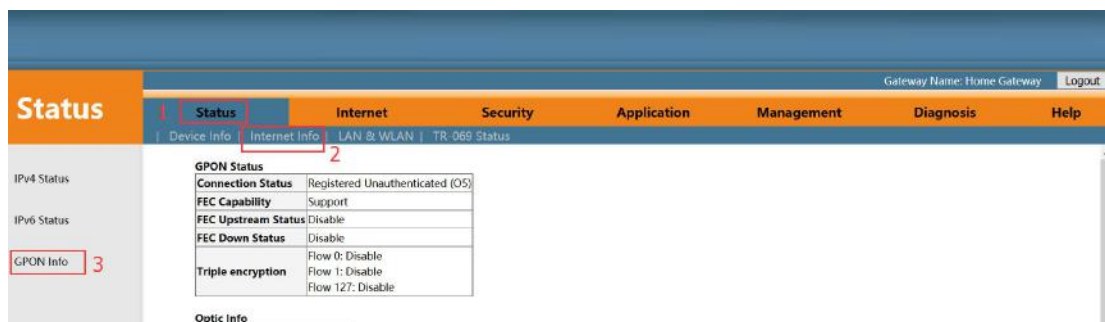 Gateway Name: Home Gateway Logout
Status
1 Status Internet Security Application Management Diagnosis Help
| Device Info | Internet Info | LAN & WLAN | TR-069 Status
2
IPv4 Status
IPv6 Status
GPON Info 3
GPON Status
Connection Status Registered Unauthenticated (O5)
FEC Capability Support
FEC Upstream Status Disable
FEC Down Status Disable
Triple encryption Flow 0: Disable
Flow 1: Disable
Flow 127: Disable
Optic Info